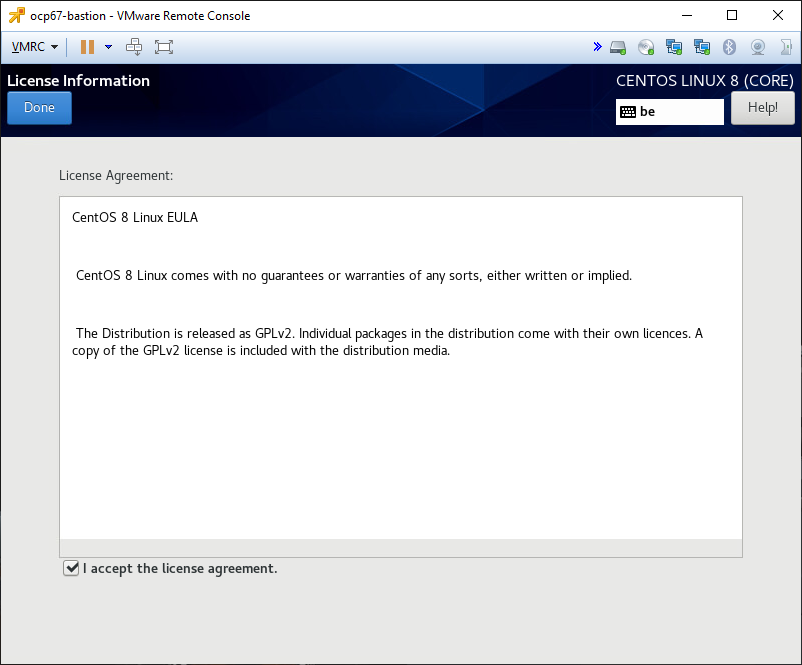 ocp67-bastion - VMware Remote Console
VMRC
License Information
CENTOS LINUX 8 (CORE)
Done
be
Help!
License Agreement:
CentOS 8 Linux EULA
CentOS 8 Linux comes with no guarantees or warranties of any sorts, either written or implied.
The Distribution is released as GPLv2. Individual packages in the distribution come with their own licences. A
copy of the GPLv2 license is included with the distribution media.
I accept the license agreement.